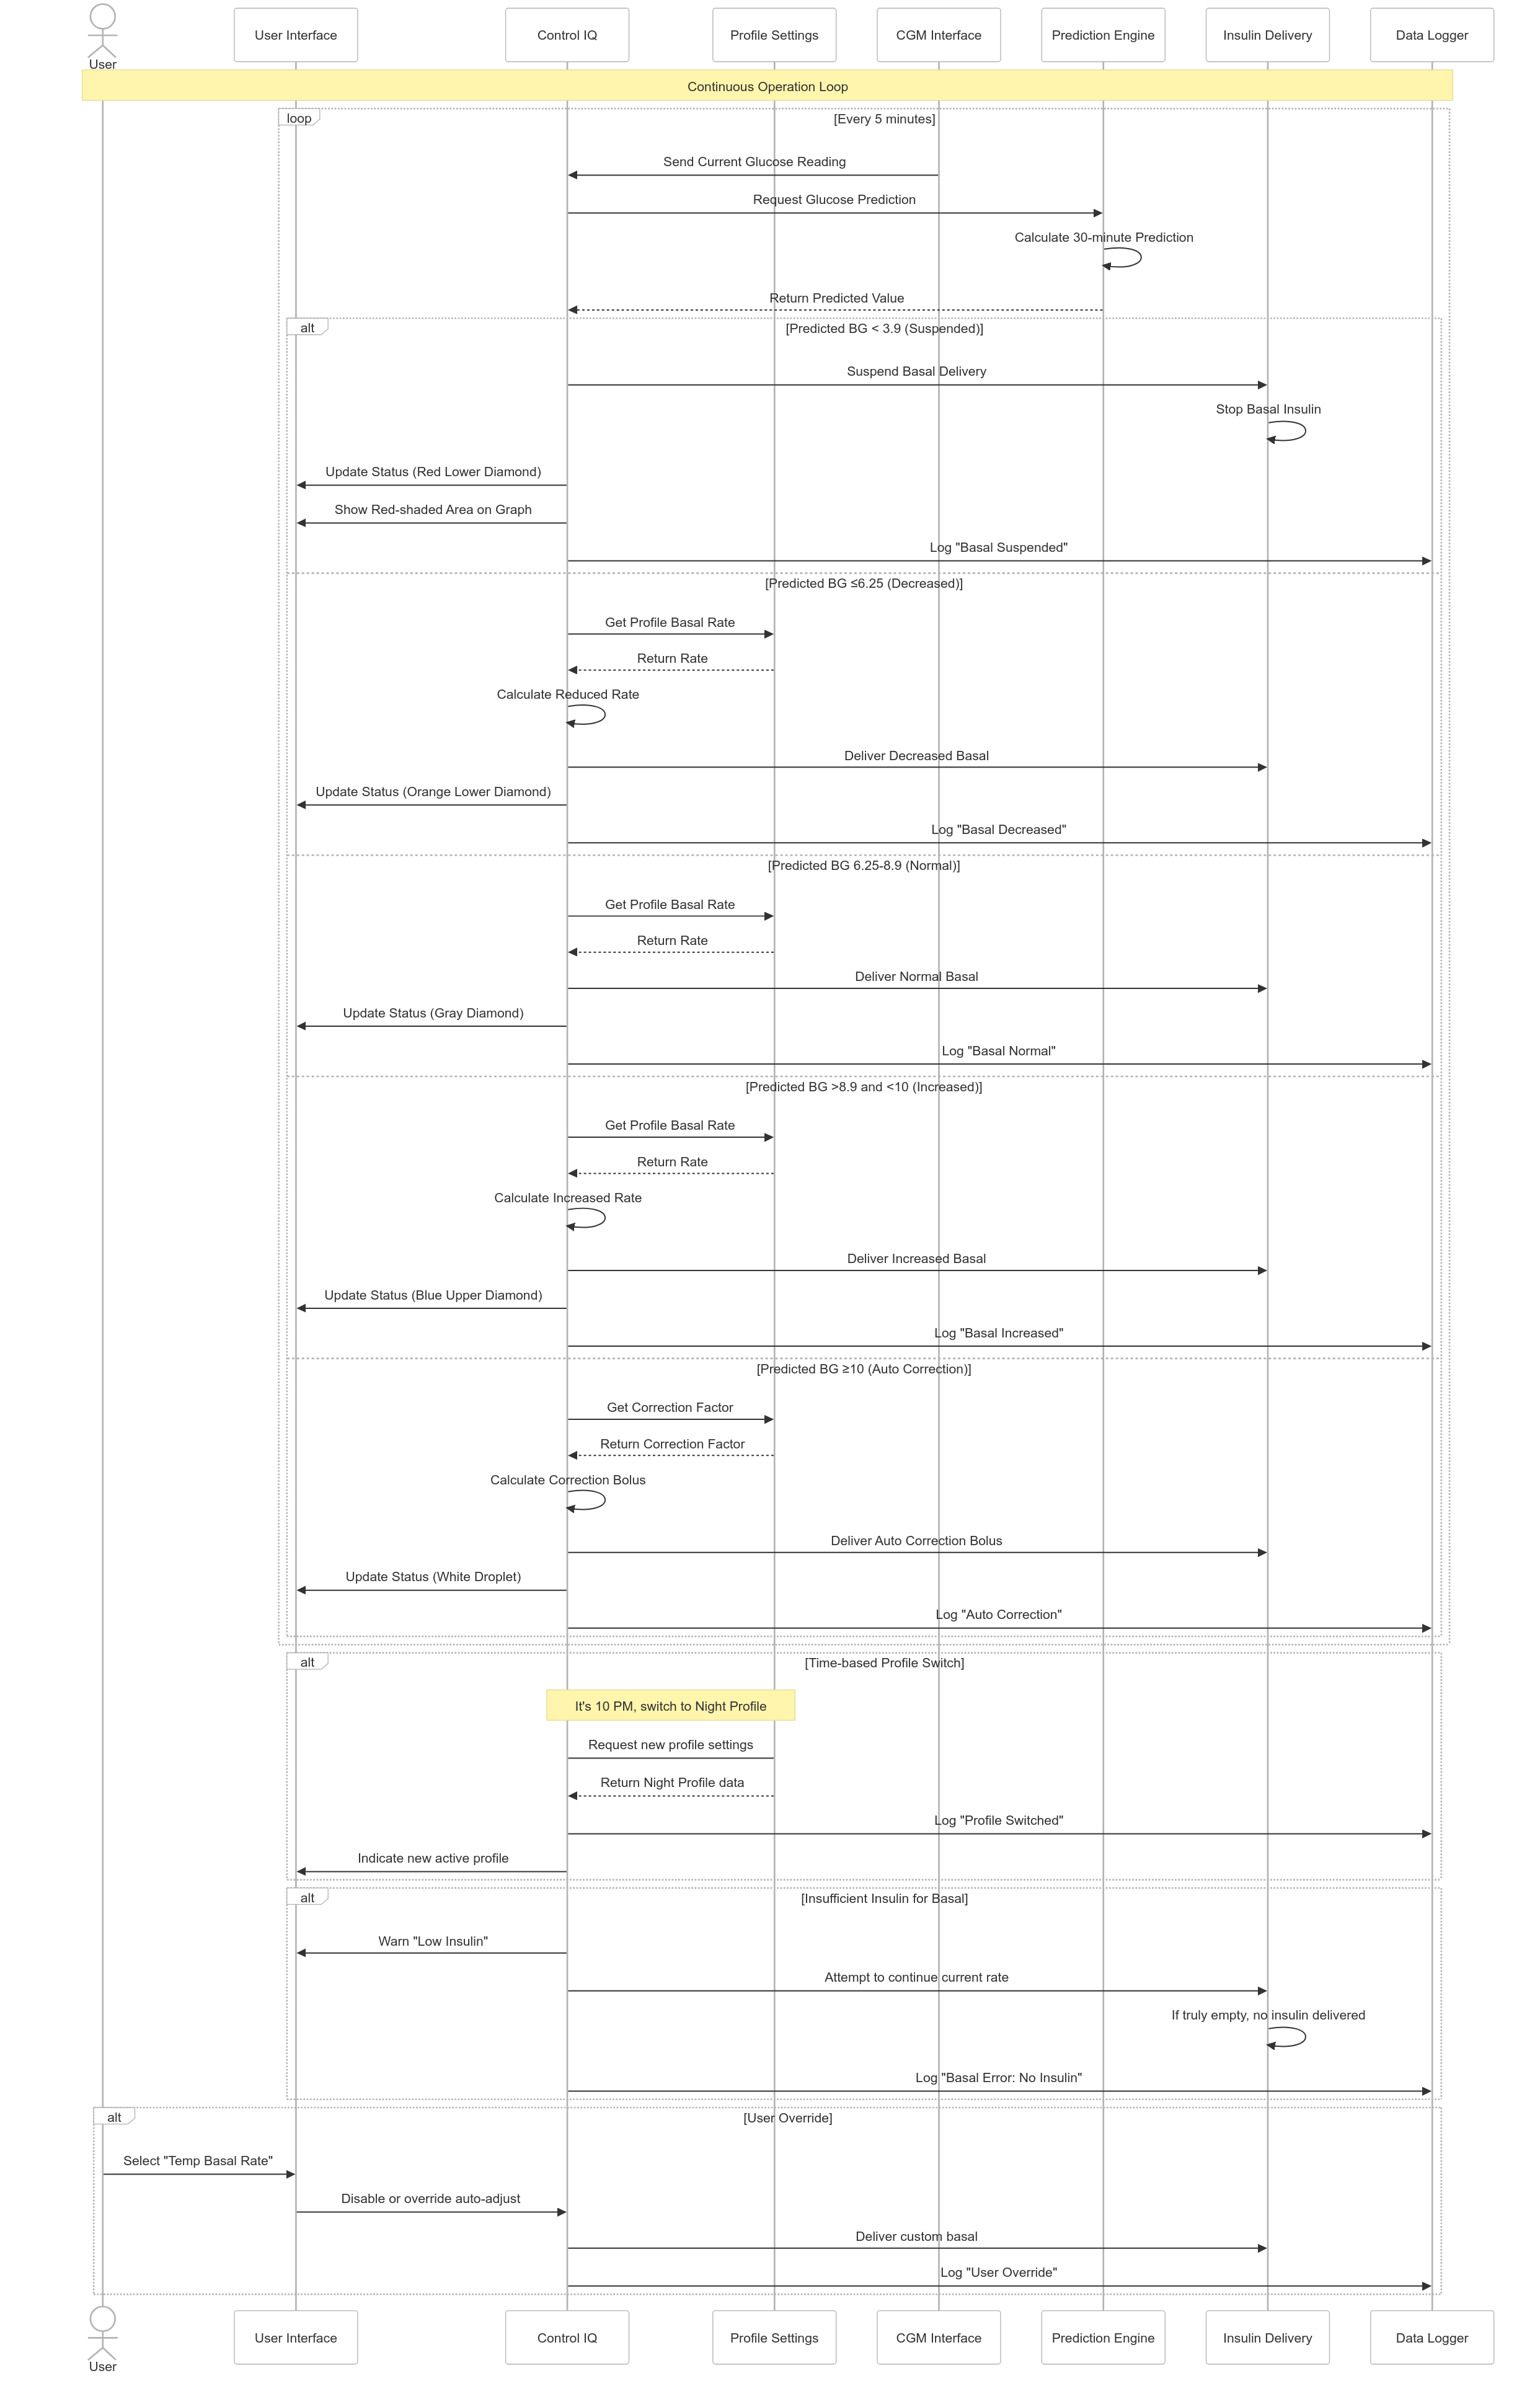 User
User Interface
Control IQ
Profile Settings
CGM Interface
Prediction Engine
Insulin Delivery
Data Logger
Continuous Operation Loop
loop
[Every 5 minutes]
Send Current Glucose Reading
Request Glucose Prediction
Calculate 30-minute Prediction
Return Predicted Value
alt
[Predicted BG < 3.9 (Suspended)]
Suspend Basal Delivery
Stop Basal Insulin
Update Status (Red Lower Diamond)
Show Red-shaded Area on Graph
Log "Basal Suspended"
[Predicted BG ≤6.25 (Decreased)]
Get Profile Basal Rate
Return Rate
Calculate Reduced Rate
Deliver Decreased Basal
Update Status (Orange Lower Diamond)
Log "Basal Decreased"
[Predicted BG 6.25-8.9 (Normal)]
Get Profile Basal Rate
Return Rate
Deliver Normal Basal
Update Status (Gray Diamond)
Log "Basal Normal"
[Predicted BG >8.9 and <10 (Increased)]
Get Profile Basal Rate
Return Rate
Calculate Increased Rate
Deliver Increased Basal
Update Status (Blue Upper Diamond)
Log "Basal Increased"
[Predicted BG ≥10 (Auto Correction)]
Get Correction Factor
Return Correction Factor
Calculate Correction Bolus
Deliver Auto Correction Bolus
Update Status (White Droplet)
Log "Auto Correction"
alt
[Time-based Profile Switch]
It's 10 PM, switch to Night Profile
Request new profile settings
Return Night Profile data
Log "Profile Switched"
Indicate new active profile
alt
[Insufficient Insulin for Basal]
Warn "Low Insulin"
Attempt to continue current rate
If truly empty, no insulin delivered
Log "Basal Error: No Insulin"
alt
[User Override]
Select "Temp Basal Rate"
Disable or override auto-adjust
Deliver custom basal
Log "User Override"
User
User Interface
Control IQ
Profile Settings
CGM Interface
Prediction Engine
Insulin Delivery
Data Logger